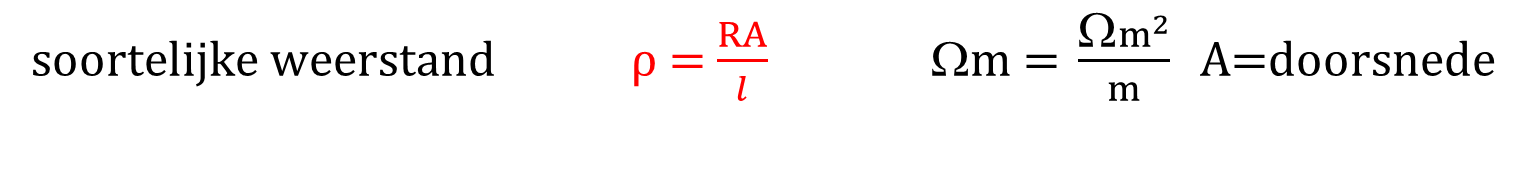 soortelijke weerstand ρ = RA/l Ωm = Ωm²/m A=doorsnede